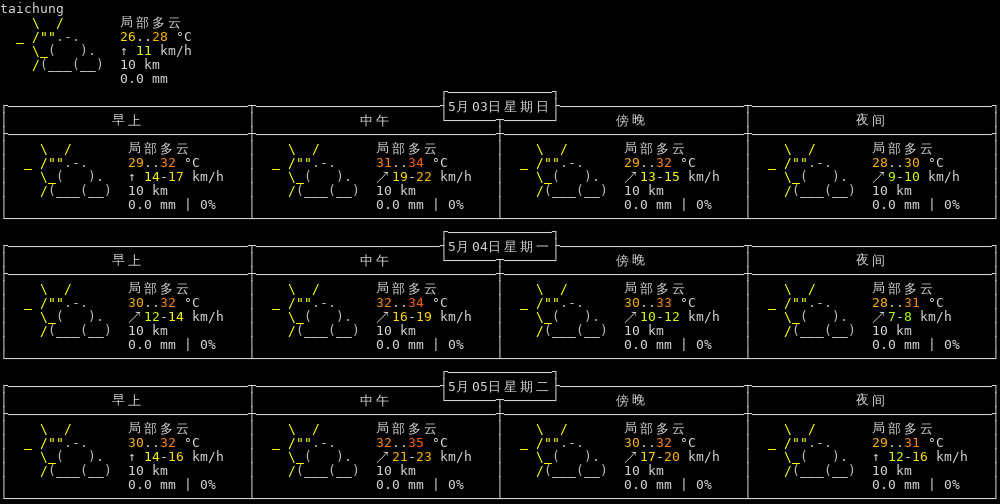 taichung
局部多云
26..28 °C
↑ 11 km/h
10 km
0.0 mm
5月03日星期日
早上 中午 傍晚 夜间
局部多云 局部多云 局部多云 局部多云
29..32 °C 31..34 °C 29..32 °C 28..30 °C
↑ 14-17 km/h ↗ 19-22 km/h ↗ 13-15 km/h ↗ 9-10 km/h
10 km 10 km 10 km 10 km
0.0 mm | 0% 0.0 mm | 0% 0.0 mm | 0% 0.0 mm | 0%
5月04日星期一
早上 中午 傍晚 夜间
局部多云 局部多云 局部多云 局部多云
30..32 °C 32..34 °C 30..33 °C 28..31 °C
↗ 12-14 km/h ↗ 16-19 km/h ↗ 10-12 km/h ↗ 7-8 km/h
10 km 10 km 10 km 10 km
0.0 mm | 0% 0.0 mm | 0% 0.0 mm | 0% 0.0 mm | 0%
5月05日星期二
早上 中午 傍晚 夜间
局部多云 局部多云 局部多云 局部多云
30..32 °C 32..35 °C 30..32 °C 29..31 °C
↑ 14-16 km/h ↗ 21-23 km/h ↗ 17-20 km/h ↑ 12-16 km/h
10 km 10 km 10 km 10 km
0.0 mm | 0% 0.0 mm | 0% 0.0 mm | 0% 0.0 mm | 0%